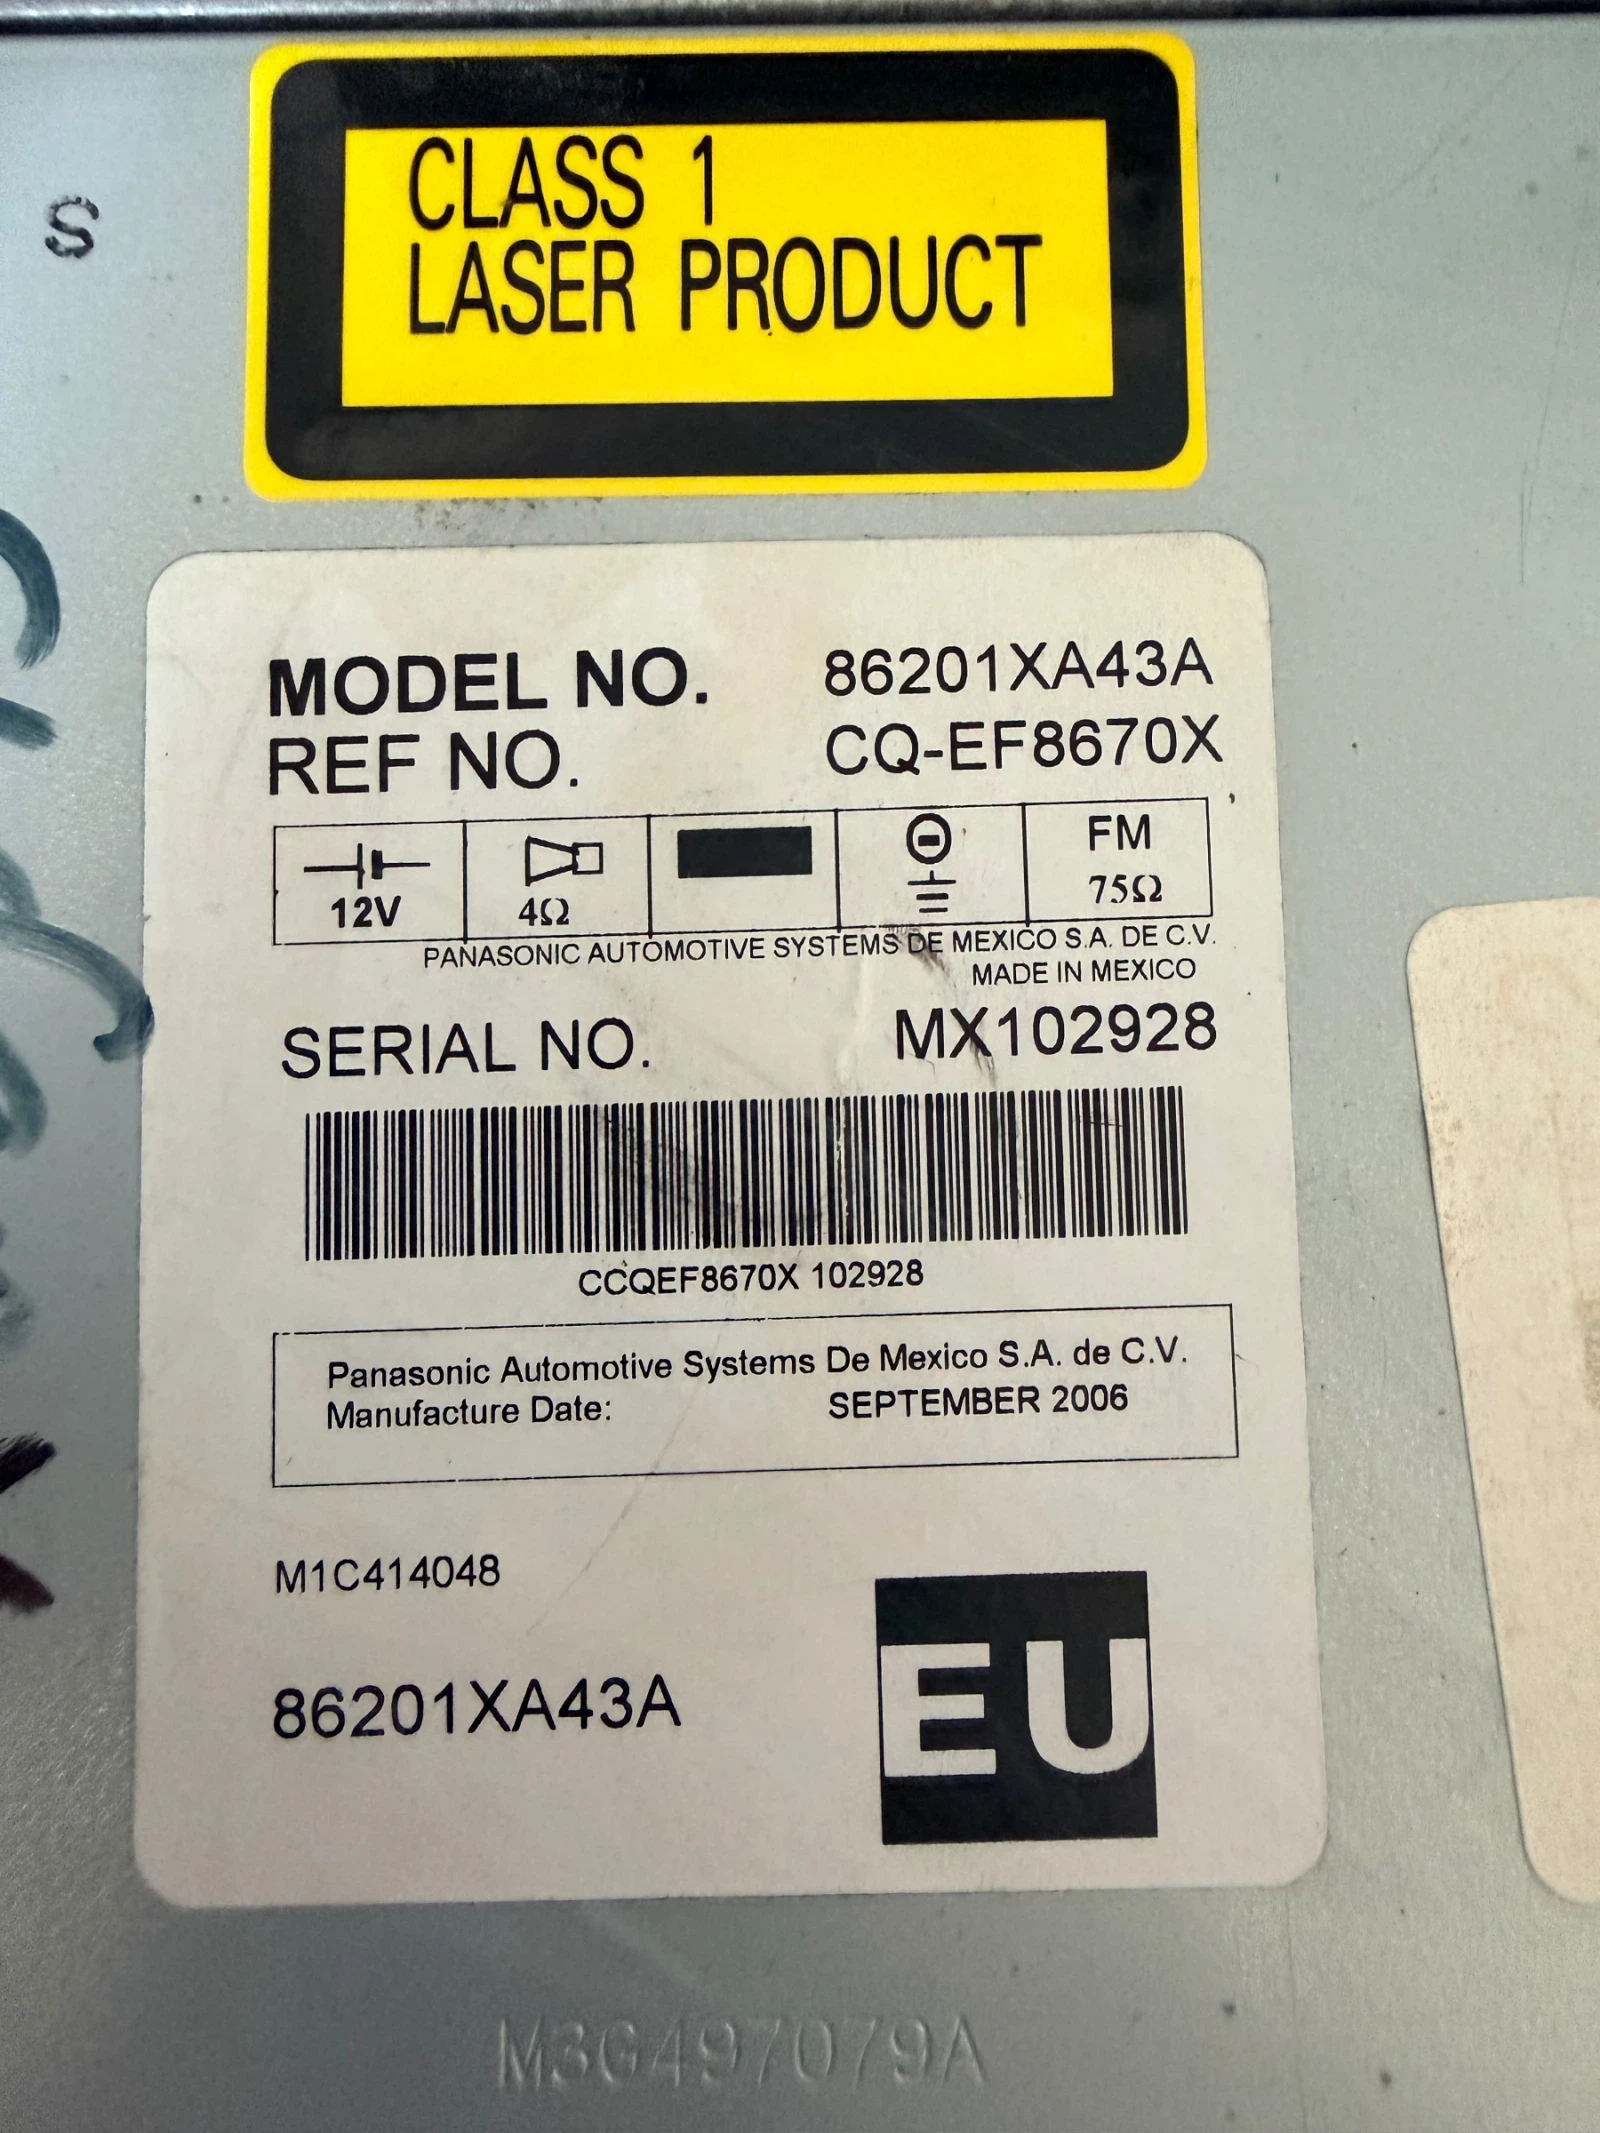 CLASS 1
LASER PRODUCT
S
MODEL NO. 86201XA43A
REF NO. CQ-EF8670X
12V 4Ω FM 75Ω
PANASONIC AUTOMOTIVE SYSTEMS DE MEXICO S.A. DE C.V.
MADE IN MEXICO
SERIAL NO. MX102928
CCQEF8670X 102928
Panasonic Automotive Systems De Mexico S.A. de C.V.
Manufacture Date: SEPTEMBER 2006
M1C414048
86201XA43A
EU
M3G497079A